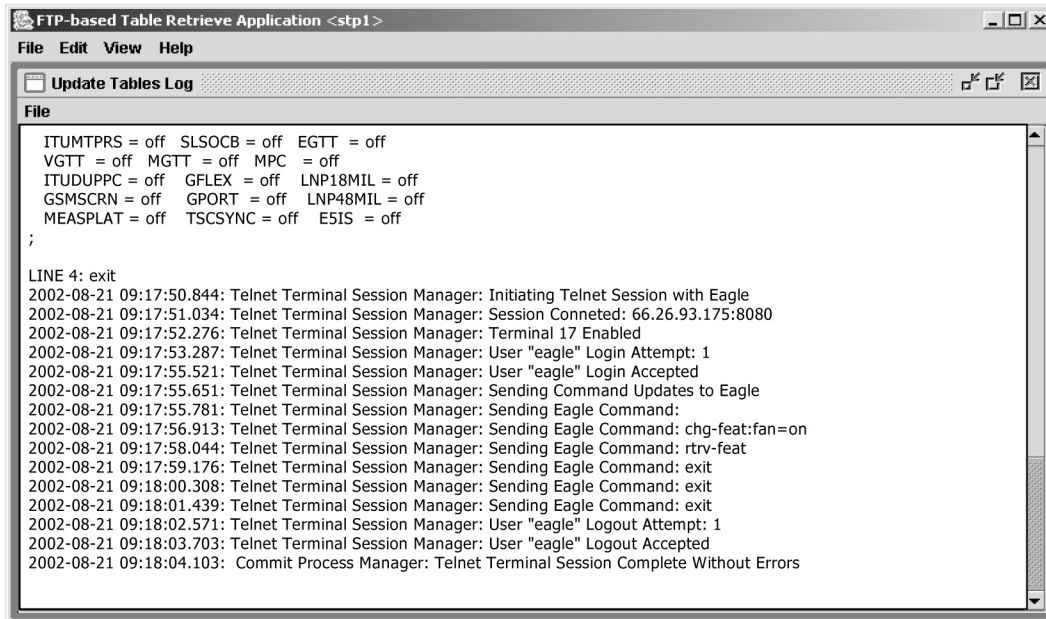 FTP-based Table Retrieve Application <stp1>
File Edit View Help
Update Tables Log
File
ITUMTPRS = off SLSOCB = off EGTT = off
VGTT = off MGTT = off MPC = off
ITUDUPPC = off GFLEX = off LNP18MIL = off
GSMSCRN = off GPORT = off LNP48MIL = off
MEASPLAT = off TSCSYNC = off E5IS = off
;
LINE 4: exit
2002-08-21 09:17:50.844: Telnet Terminal Session Manager: Initiating Telnet Session with Eagle
2002-08-21 09:17:51.034: Telnet Terminal Session Manager: Session Conneted: 66.26.93.175:8080
2002-08-21 09:17:52.276: Telnet Terminal Session Manager: Terminal 17 Enabled
2002-08-21 09:17:53.287: Telnet Terminal Session Manager: User "eagle" Login Attempt: 1
2002-08-21 09:17:55.521: Telnet Terminal Session Manager: User "eagle" Login Accepted
2002-08-21 09:17:55.651: Telnet Terminal Session Manager: Sending Command Updates to Eagle
2002-08-21 09:17:55.781: Telnet Terminal Session Manager: Sending Eagle Command:
2002-08-21 09:17:56.913: Telnet Terminal Session Manager: Sending Eagle Command: chg-feat:fan=on
2002-08-21 09:17:58.044: Telnet Terminal Session Manager: Sending Eagle Command: rtrv-feat
2002-08-21 09:17:59.176: Telnet Terminal Session Manager: Sending Eagle Command: exit
2002-08-21 09:18:00.308: Telnet Terminal Session Manager: Sending Eagle Command: exit
2002-08-21 09:18:01.439: Telnet Terminal Session Manager: Sending Eagle Command: exit
2002-08-21 09:18:02.571: Telnet Terminal Session Manager: User "eagle" Logout Attempt: 1
2002-08-21 09:18:03.703: Telnet Terminal Session Manager: User "eagle" Logout Accepted
2002-08-21 09:18:04.103: Commit Process Manager: Telnet Terminal Session Complete Without Errors